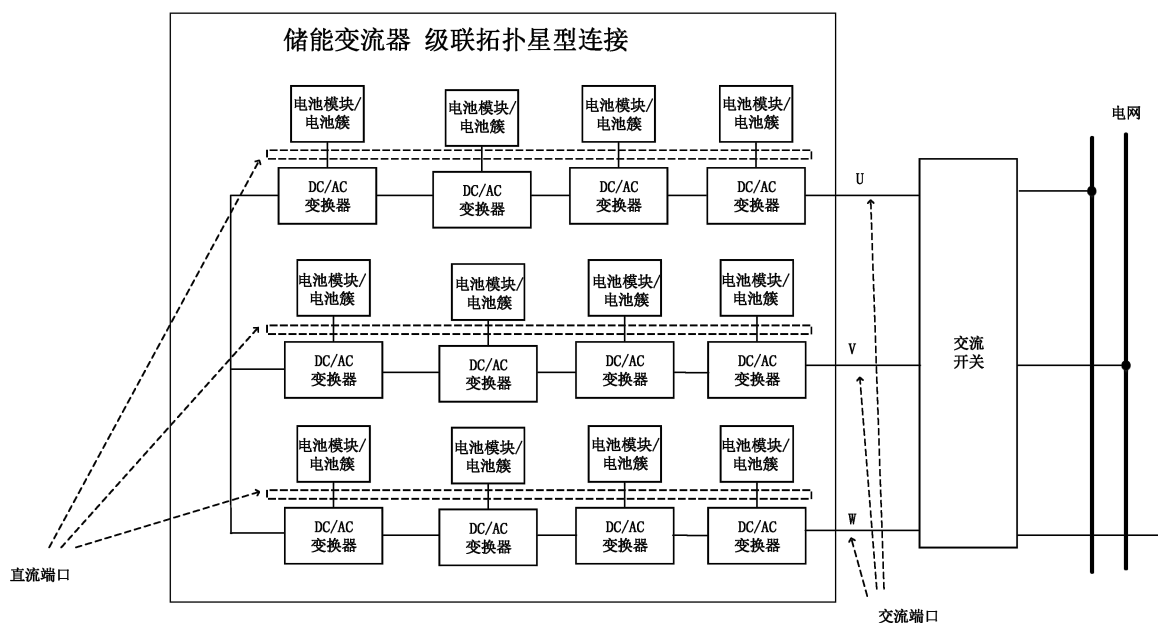 储能变流器 级联拓扑星型连接
电网
电池模块/
电池簇
电池模块/
电池簇
电池模块/
电池簇
电池模块/
电池簇
DC/AC
变换器
DC/AC
变换器
DC/AC
变换器
DC/AC
变换器
U
电池模块/
电池簇
电池模块/
电池簇
电池模块/
电池簇
电池模块/
电池簇
DC/AC
变换器
DC/AC
变换器
DC/AC
变换器
DC/AC
变换器
V
交流
开关
电池模块/
电池簇
电池模块/
电池簇
电池模块/
电池簇
电池模块/
电池簇
DC/AC
变换器
DC/AC
变换器
DC/AC
变换器
DC/AC
变换器
W
直流端口
交流端口